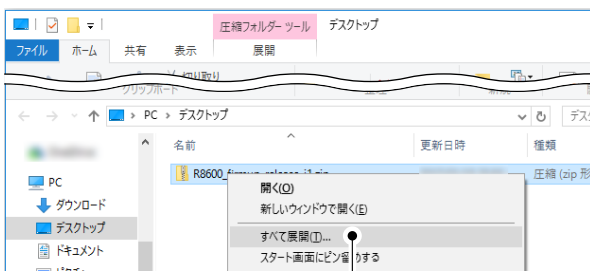 圧縮フォルダー ツール デスクトップ
ファイル ホーム 共有 表示 展開
切り取り
クリップボード
PC › デスクトップ
名前 更新日時 種類
R8600_firmup_release_i1.zip 圧縮 (zip 形
PC
ダウンロード
デスクトップ
ドキュメント
開く(O)
新しいウィンドウで開く(E)
すべて展開(T)...
スタート画面にピン留めする